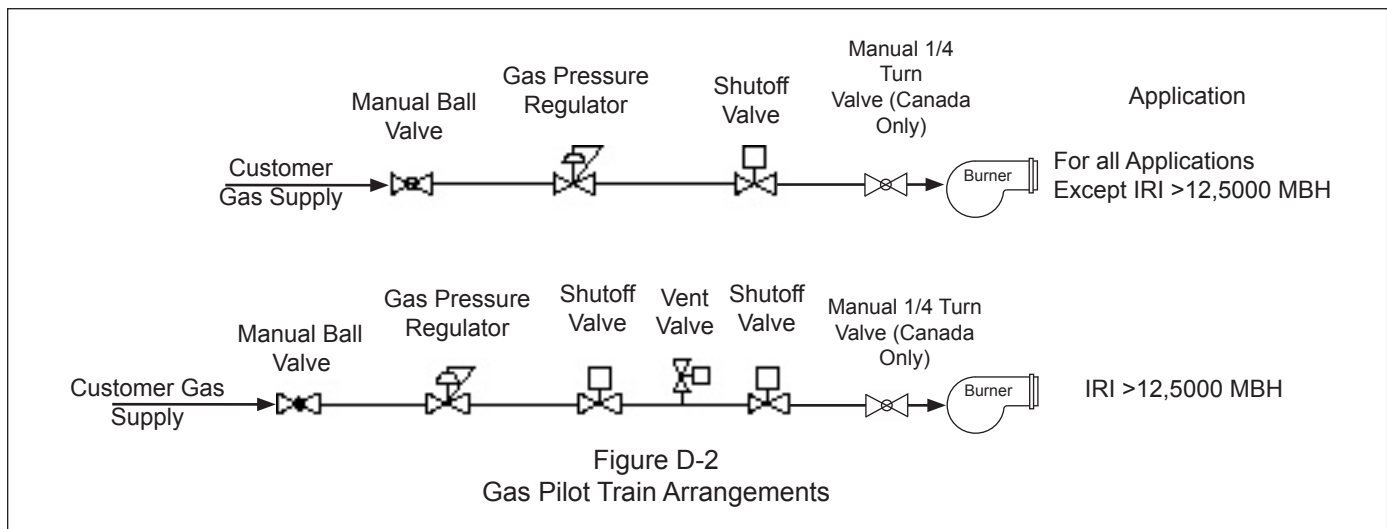 Manual Ball
Valve
Gas Pressure
Regulator
Shutoff
Valve
Manual 1/4
Turn
Valve (Canada
Only)
Application
Customer
Gas Supply
Burner
For all Applications
Except IRI >12,5000 MBH
Manual Ball
Valve
Gas Pressure
Regulator
Shutoff
Valve
Vent
Valve
Shutoff
Valve
Manual 1/4 Turn
Valve (Canada
Only)
Customer Gas
Supply
Burner
IRI >12,5000 MBH
Figure D-2
Gas Pilot Train Arrangements